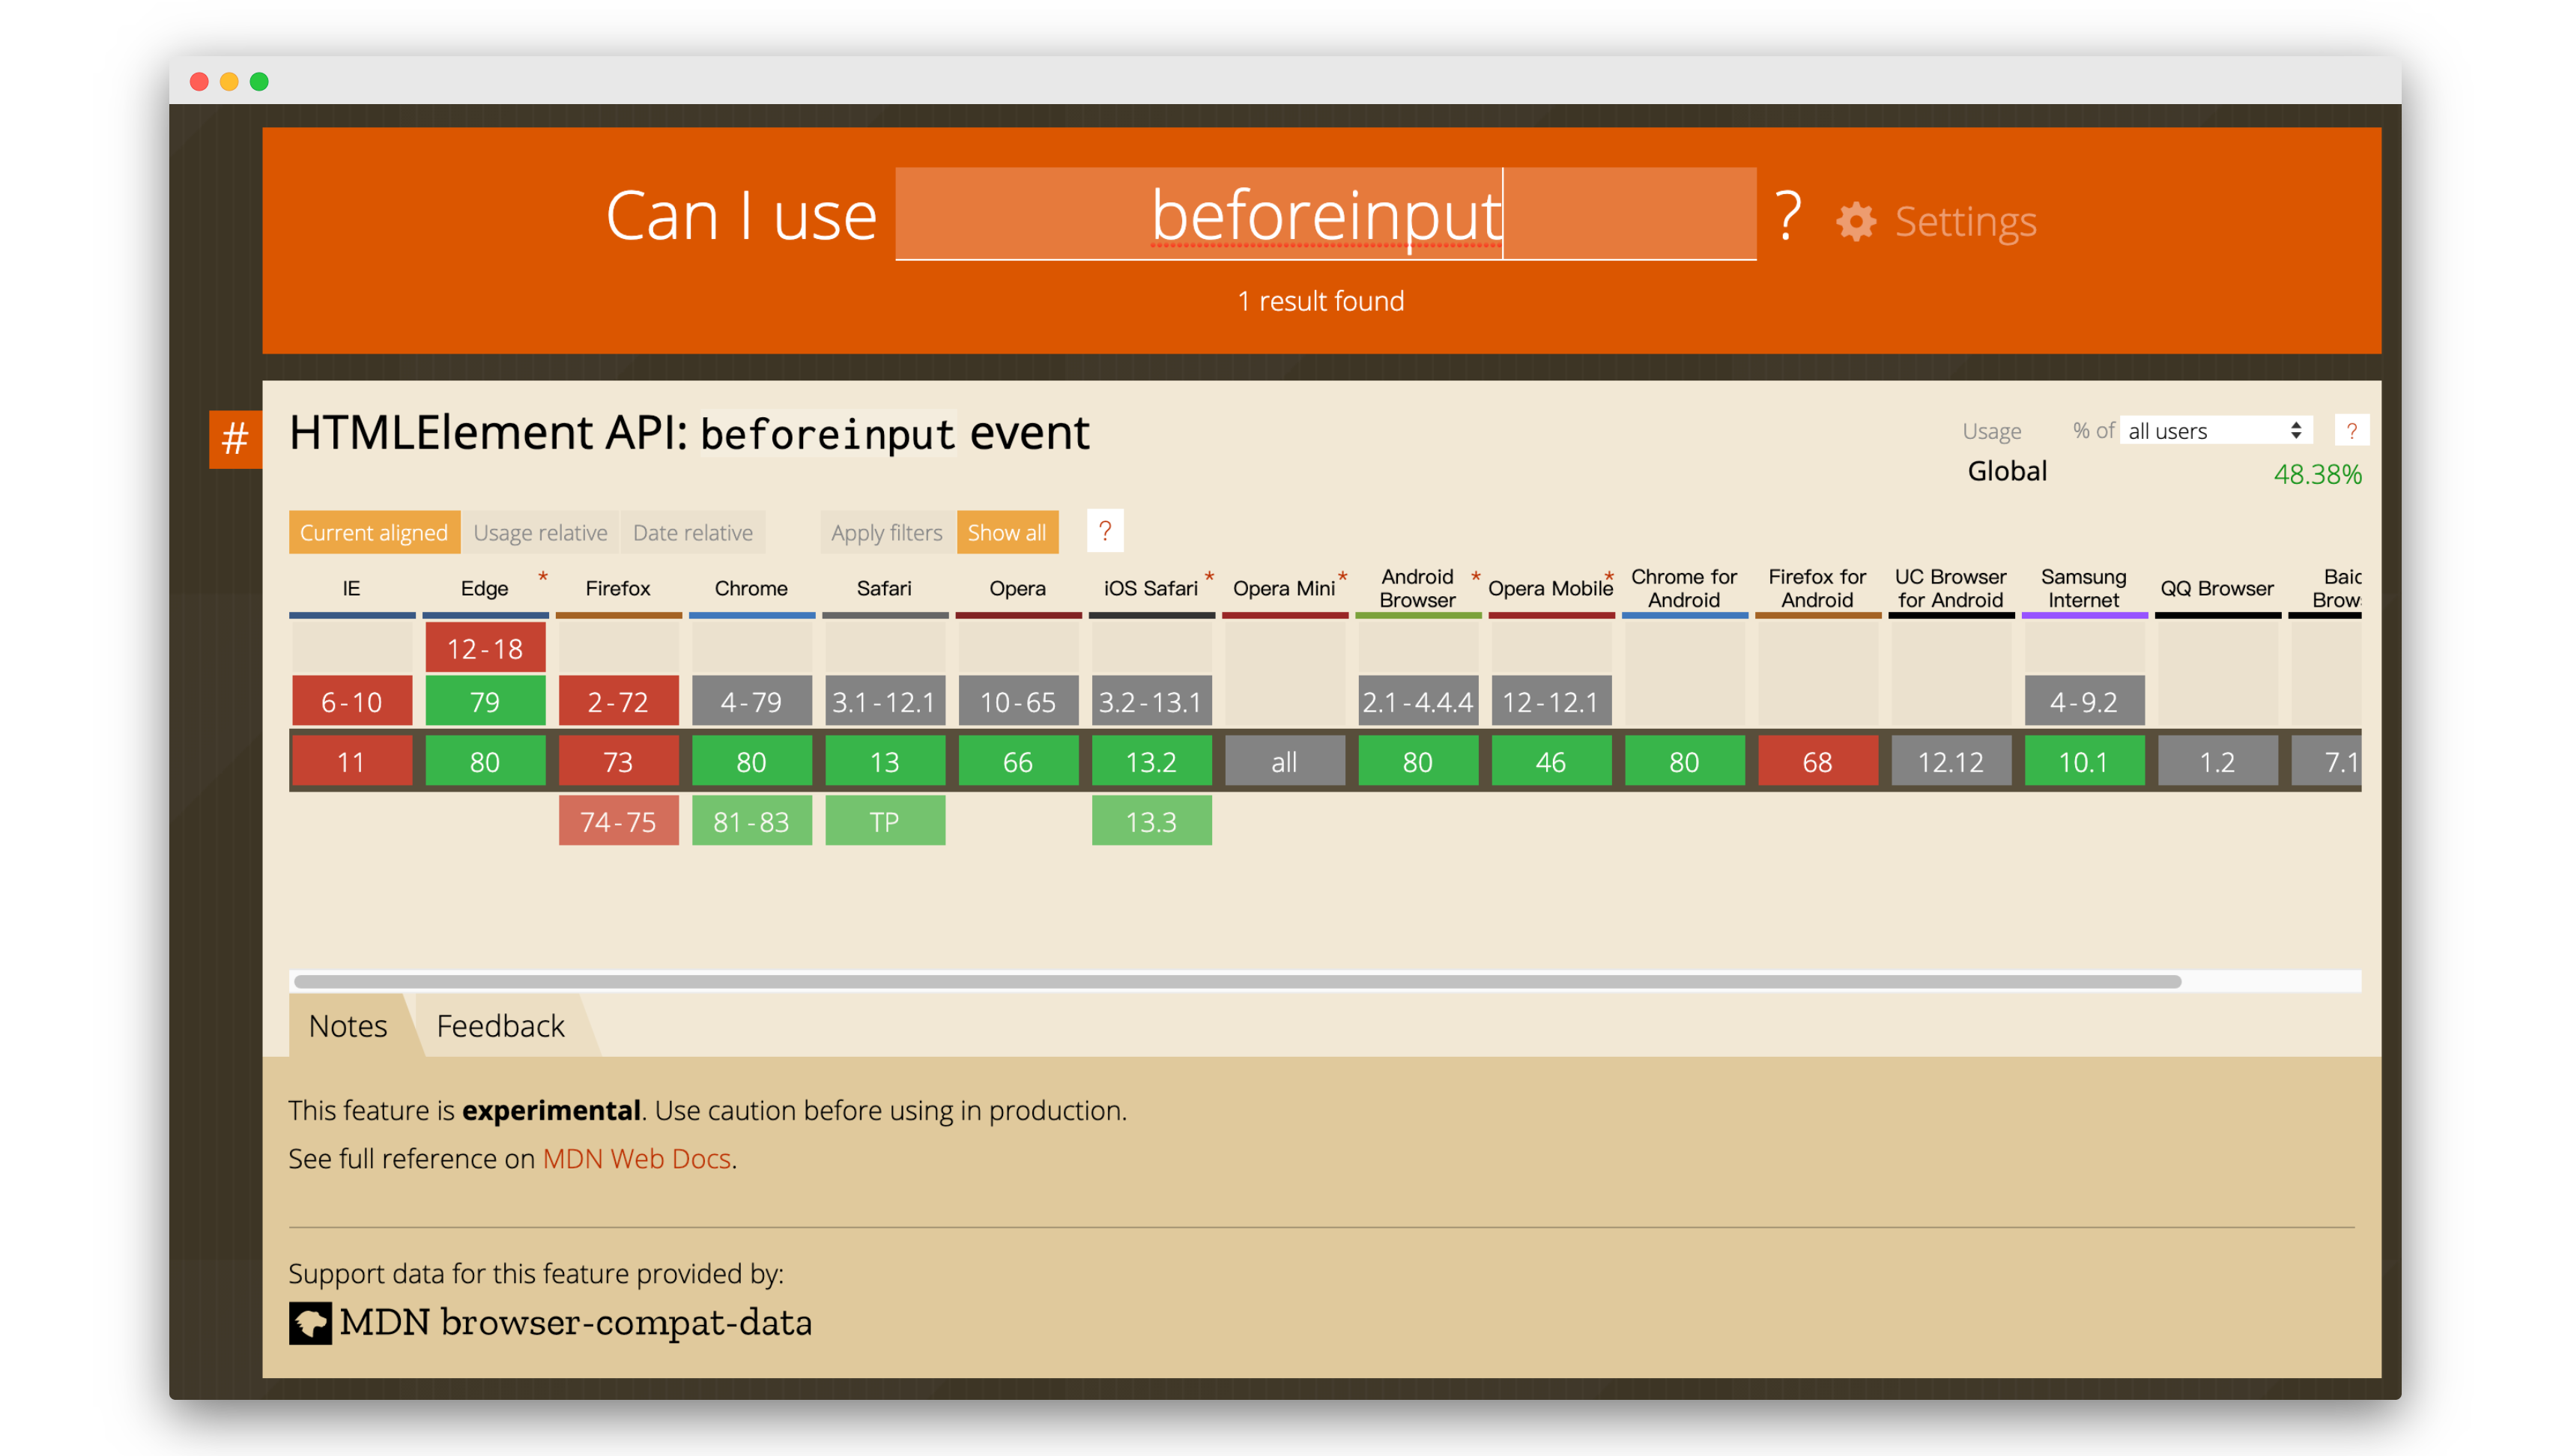 Can I use beforeinput ? Settings
1 result found
# HTMLElement API: beforeinput event
Usage % of all users ?
Global 48.38%
Current aligned Usage relative Date relative Apply filters Show all ?
IE Edge * Firefox Chrome Safari Opera iOS Safari * Opera Mini * Android Browser * Opera Mobile * Chrome for Android Firefox for Android UC Browser for Android Samsung Internet QQ Browser
12-18
6-10 79 2-72 4-79 3.1-12.1 10-65 3.2-13.1 2.1-4.4.4 12-12.1 4-9.2
11 80 73 80 13 66 13.2 all 80 46 80 68 12.12 10.1 1.2 7.1
74-75 81-83 TP 13.3
Notes Feedback
This feature is experimental. Use caution before using in production.
See full reference on MDN Web Docs.
Support data for this feature provided by:
MDN browser-compat-data